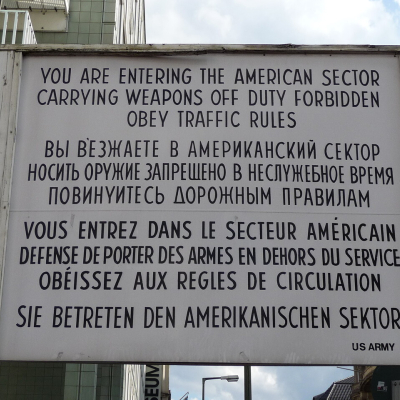 YOU ARE ENTERING THE AMERICAN SECTOR
CARRYING WEAPONS OFF DUTY FORBIDDEN
OBEY TRAFFIC RULES
ВЫ В'ЕЗЖАЕТЕ В АМЕРИКАНСКИЙ СЕКТОР
НОСИТЬ ОРУЖИЕ ЗАПРЕЩЕНО В НЕСЛУЖЕБНОЕ ВРЕМЯ
ПОВИНУИТЕСЬ ДОРОЖНЫМ ПРАВИЛАМ
VOUS ENTREZ DANS LE SECTEUR AMÉRICAIN
DEFENSE DE PORTER DES ARMES EN DEHORS DU SERVICE
OBÉISSEZ AUX REGLES DE CIRCULATION
SIE BETRETEN DEN AMERIKANISCHEN SEKTOR
US ARMY